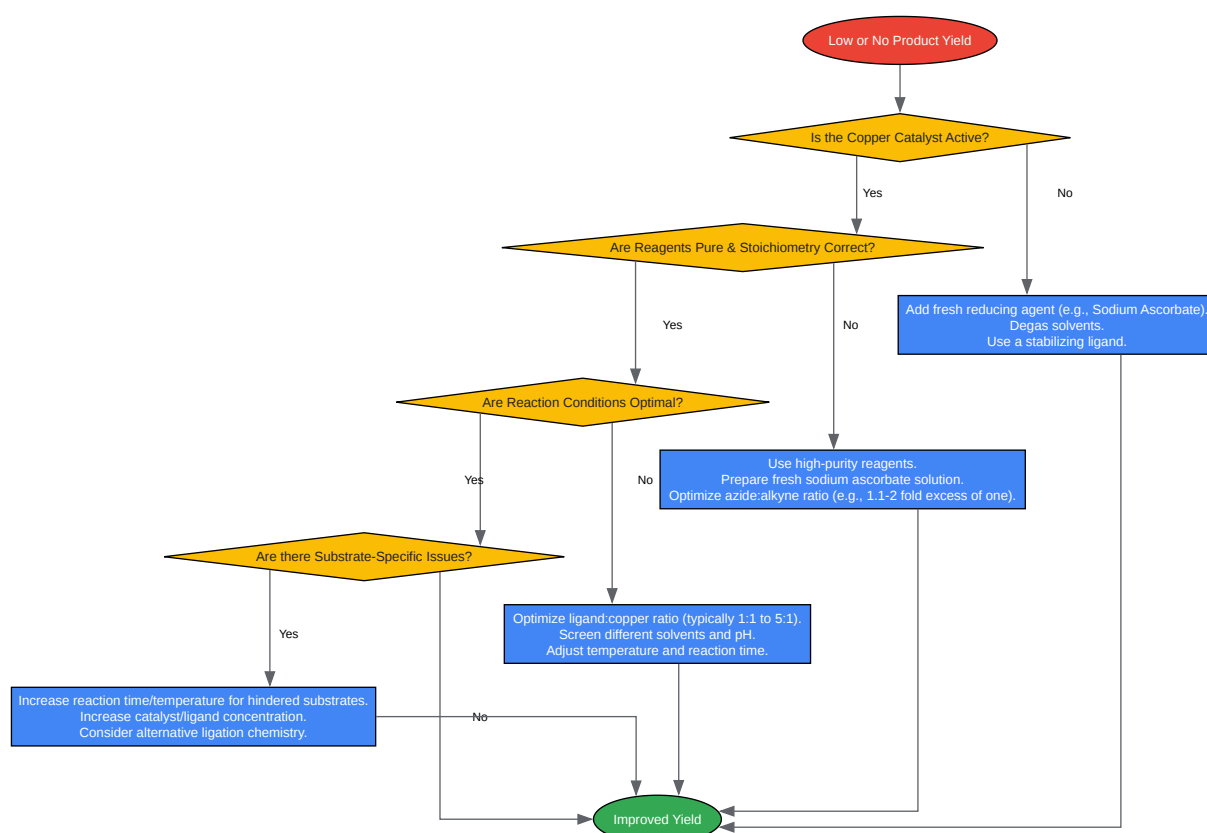 Low or No Product Yield
Is the Copper Catalyst Active?
Yes
No
Are Reagents Pure & Stoichiometry Correct?
Add fresh reducing agent (e.g., Sodium Ascorbate).
Degas solvents.
Use a stabilizing ligand.
Yes
No
Are Reaction Conditions Optimal?
Use high-purity reagents.
Prepare fresh sodium ascorbate solution.
Optimize azide:alkyne ratio (e.g., 1.1-2 fold excess of one).
Yes
No
Are there Substrate-Specific Issues?
Optimize ligand:copper ratio (typically 1:1 to 5:1).
Screen different solvents and pH.
Adjust temperature and reaction time.
Yes
Increase reaction time/temperature for hindered substrates.
Increase catalyst/ligand concentration.
Consider alternative ligation chemistry.
No
Improved Yield